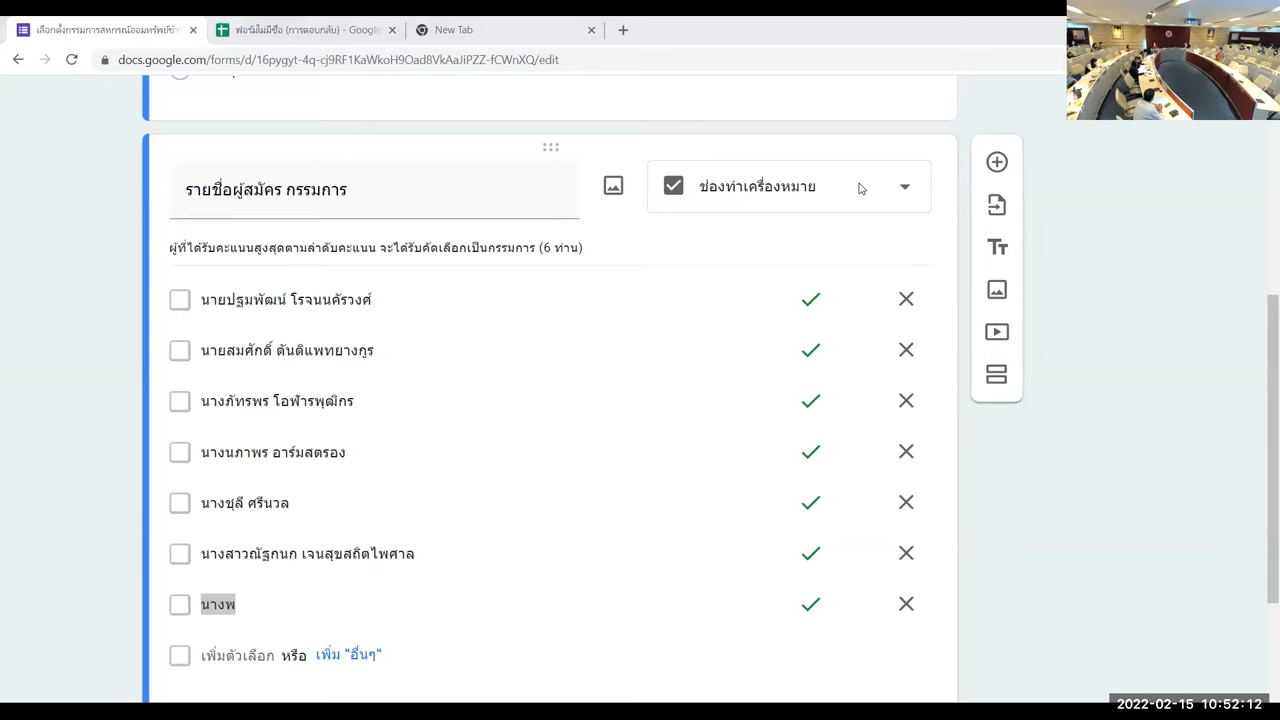 เลือกตั้งกรรมการสหกรณ์ออมทรัพย์ข้า
ฟอร์มไม่มีชื่อ (การตอบกลับ) - Goog
New Tab
docs.google.com/forms/d/16pygyt-4q-cj9RF1KaWkoH9Oad8VkAaJiPZZ-fCWnXQ/edit
รายชื่อผู้สมัคร กรรมการ
ช่องทำเครื่องหมาย
ผู้ที่ได้รับคะแนนสูงสุดตามลำดับคะแนน จะได้รับคัดเลือกเป็นกรรมการ (6 ท่าน)
นายปฐมพัฒน์ โรจนนคัรวงศ์
นายสมศักดิ์ ตันติแพทยางกูร
นางภัทรพร โอฬารพุฒิกร
นางนภาพร อาร์มสตรอง
นางชุลี ศรีนวล
นางสาวณัฐกนก เจนสุขสถิตไพศาล
นางพ
เพิ่มตัวเลือก หรือ เพิ่ม "อื่นๆ"
Tт
2022-02-15 10:52:12